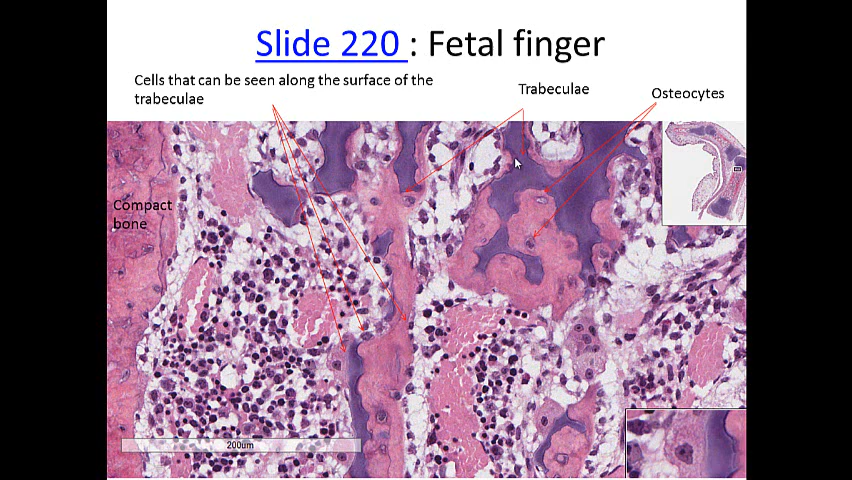 Slide 220 : Fetal finger
Cells that can be seen along the surface of the
trabeculae
Trabeculae
Osteocytes
Compact
bone
200um